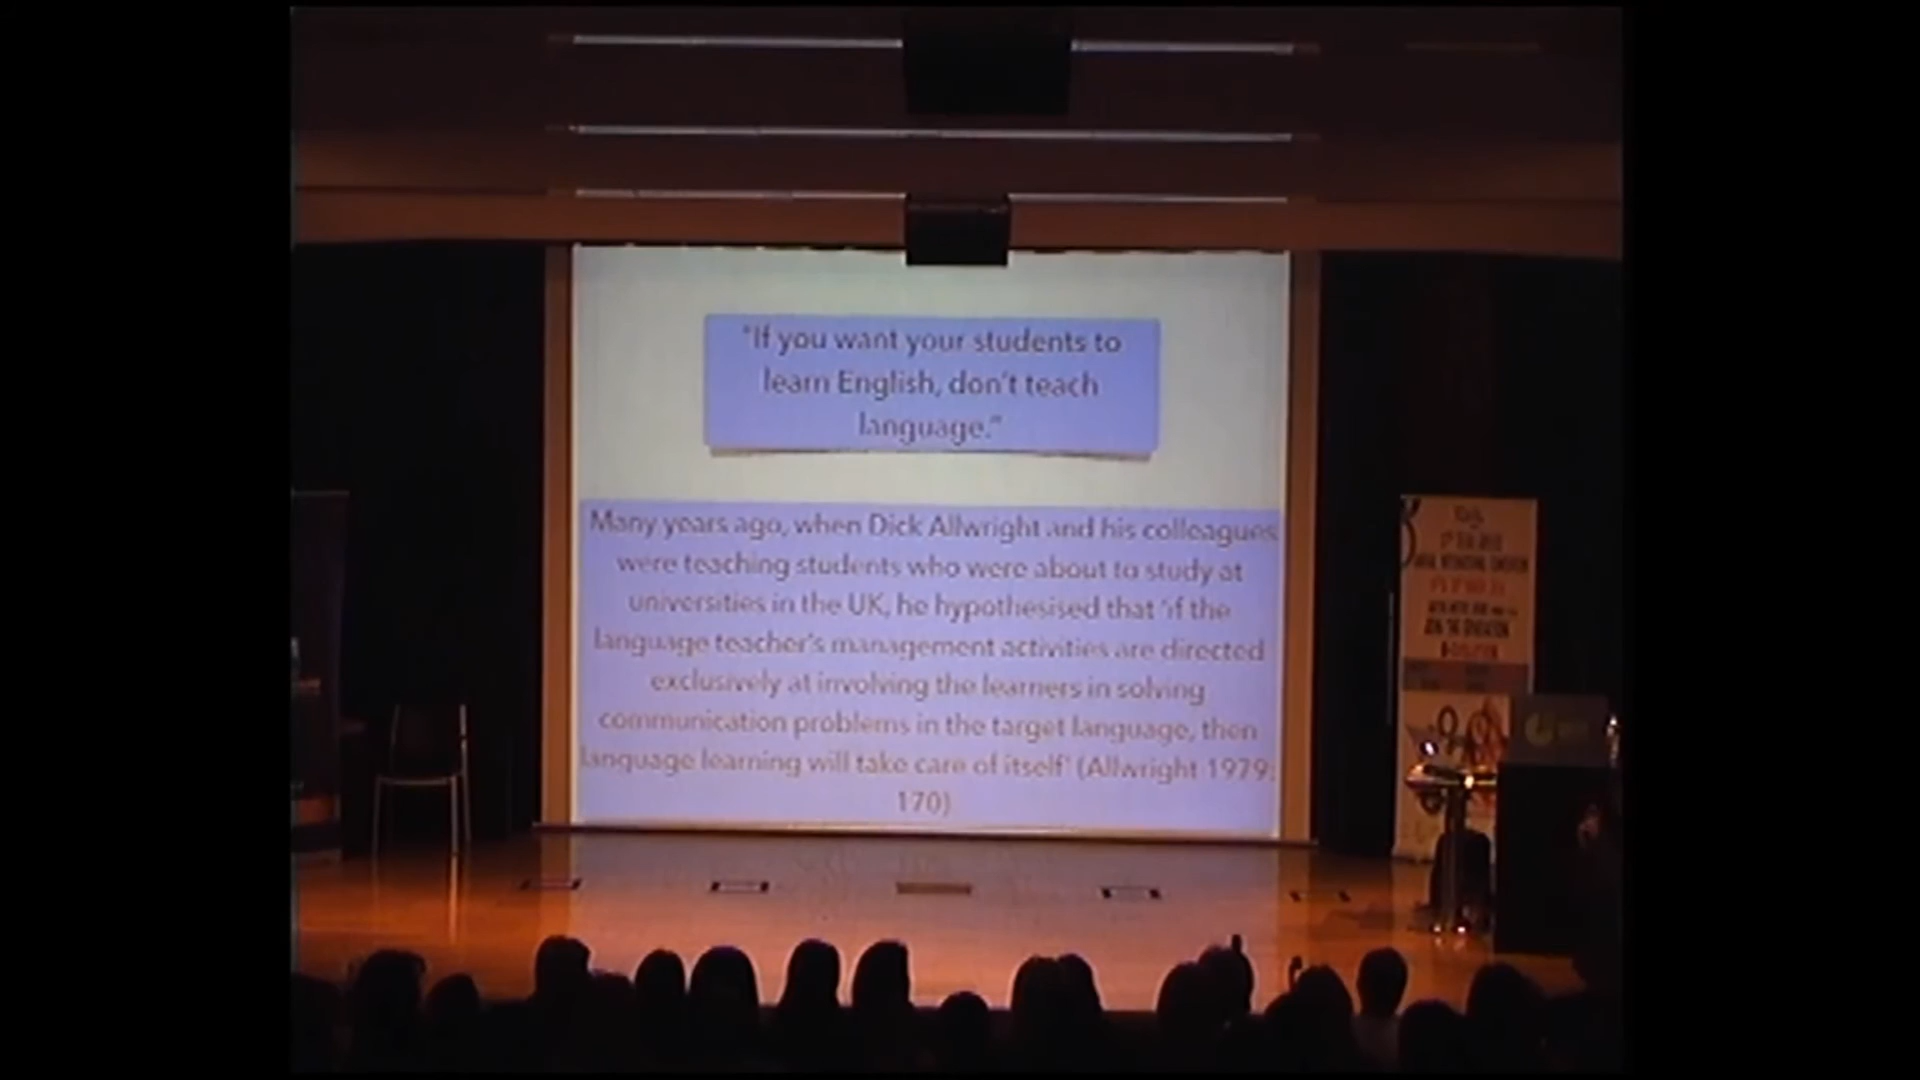 "If you want your students to
learn English, don't teach
language."
Many years ago, when Dick Allwright and his colleagues
were teaching students who were about to study at
universities in the UK, he hypothesised that 'if the
language teacher's management activities are directed
exclusively at involving the learners in solving
communication problems in the target language, then
language learning will take care of itself' (Allwright 1979:
170)